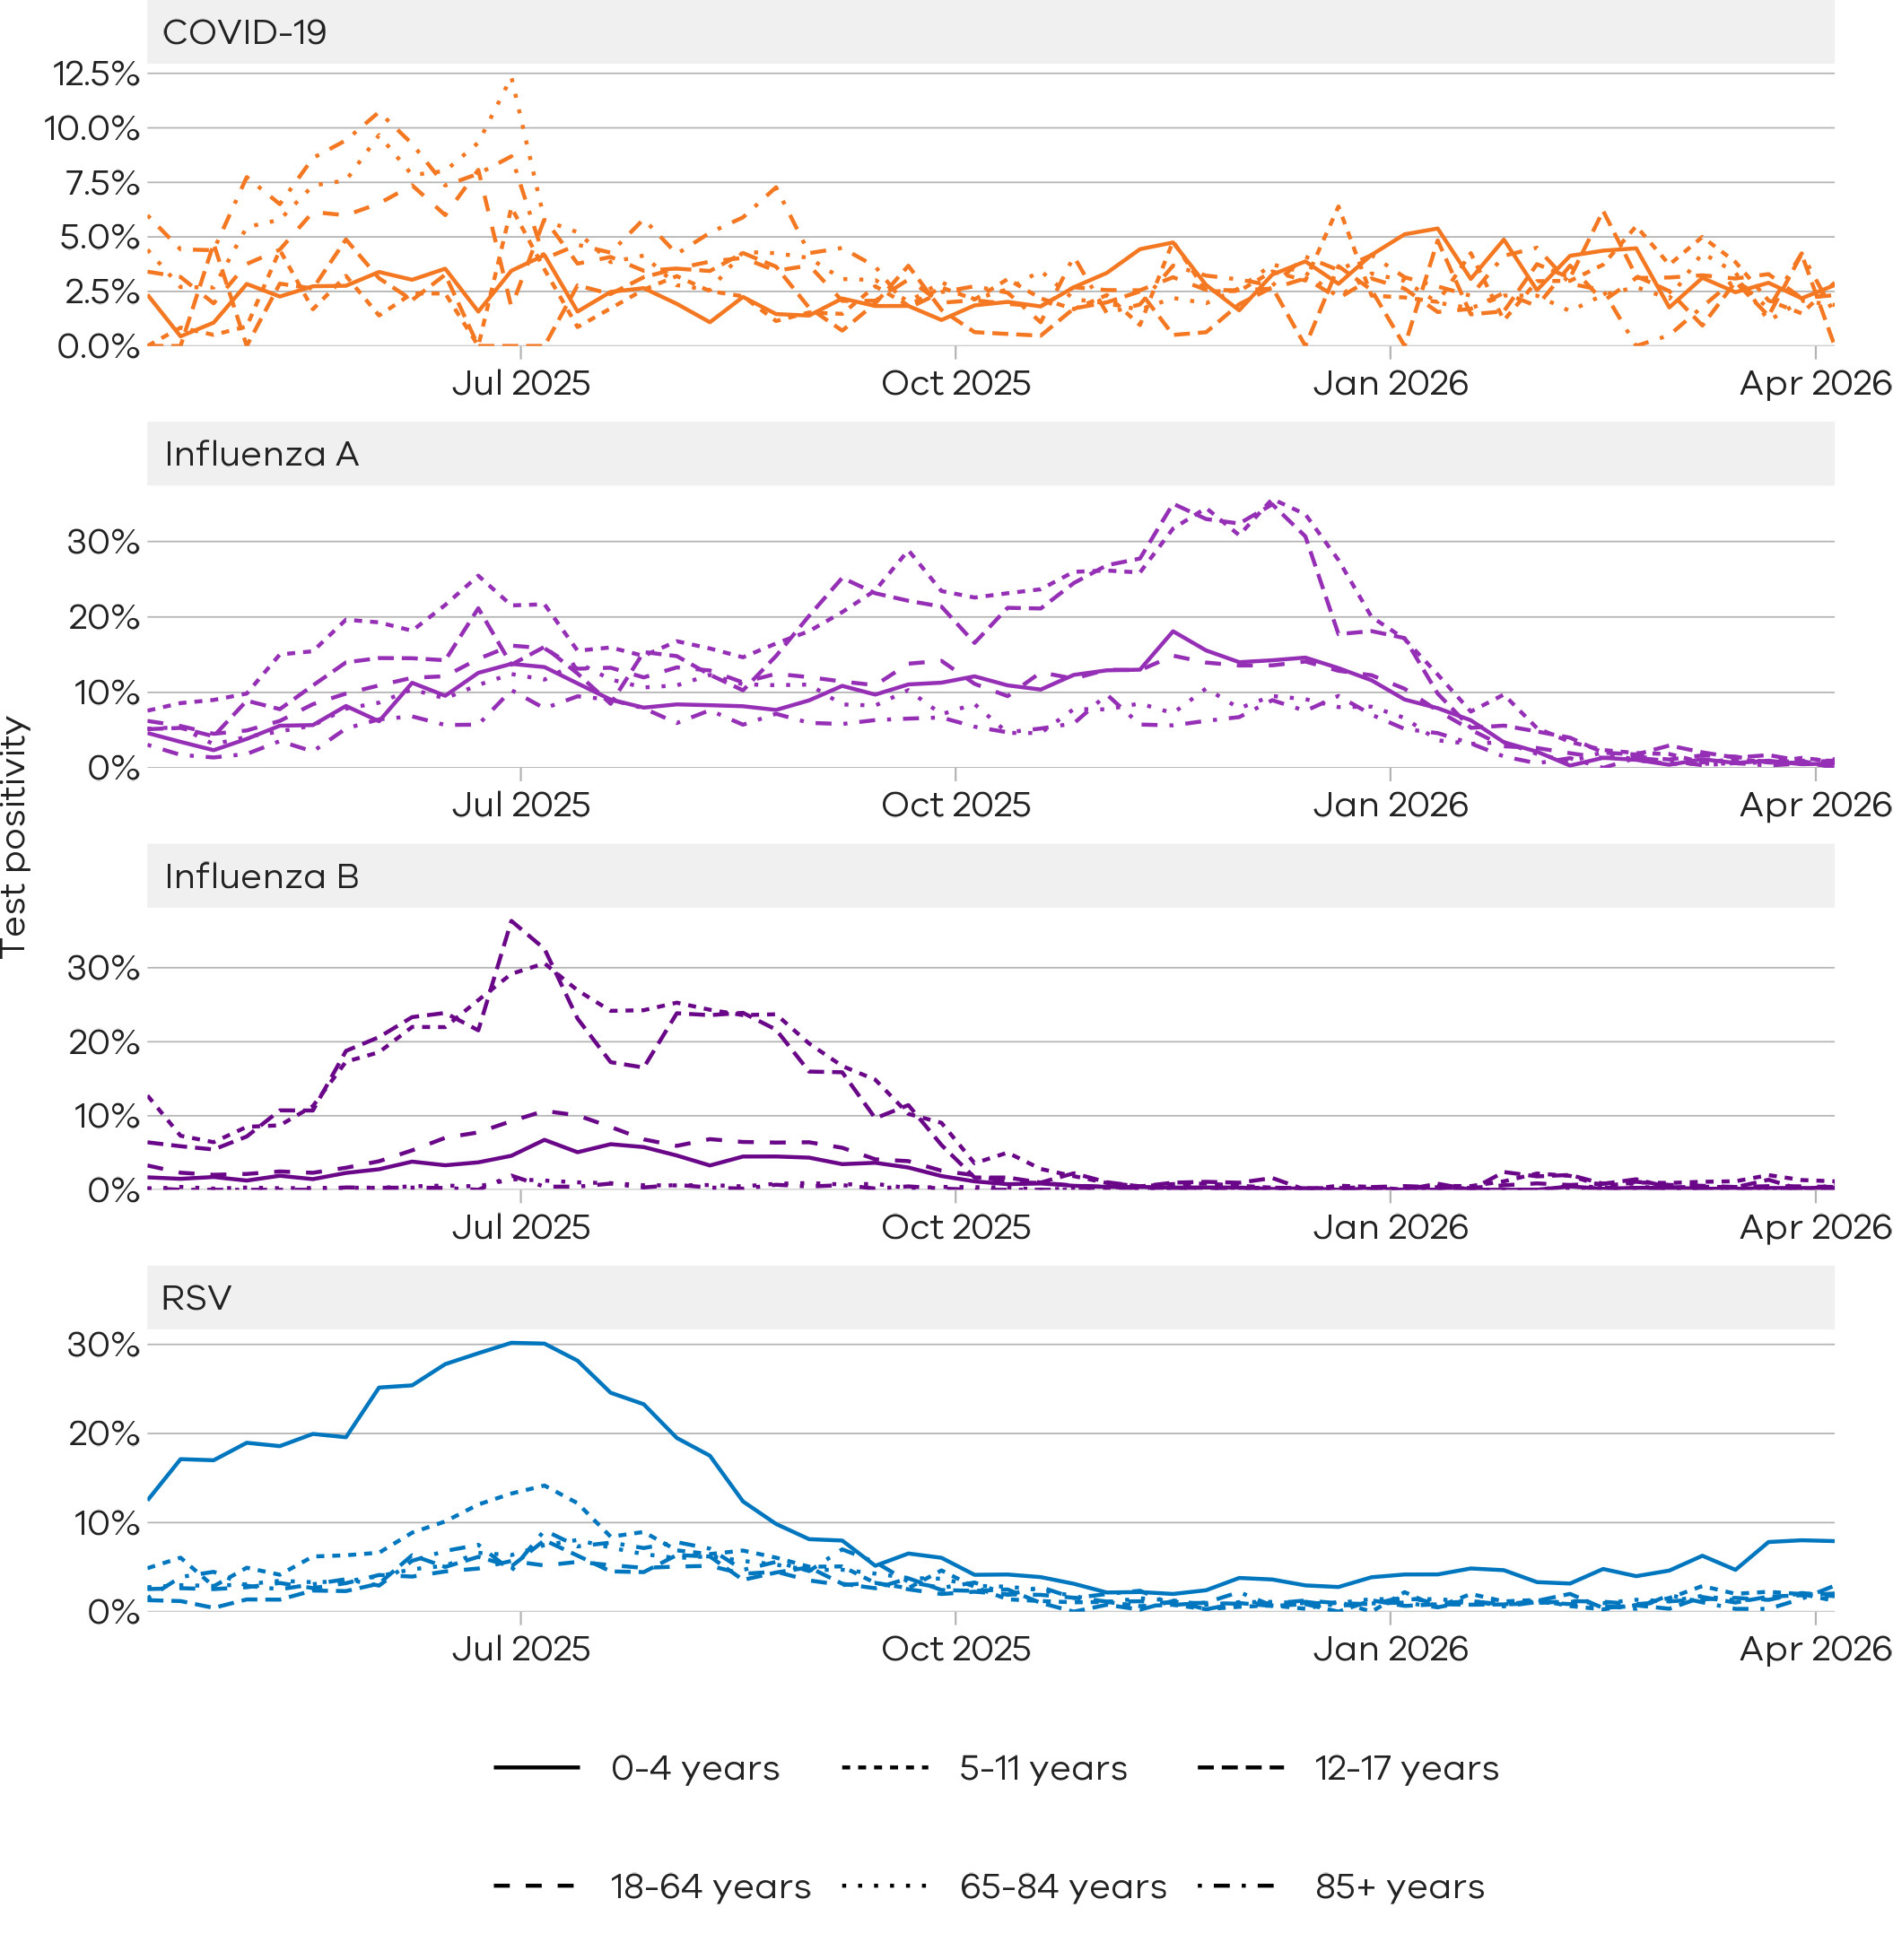 COVID-19
12.5%
10.0%
7.5%
5.0%
2.5%
0.0%
Jul 2025 Oct 2025 Jan 2026 Apr 2026
Influenza A
30%
20%
10%
0%
Jul 2025 Oct 2025 Jan 2026 Apr 2026
Test positivity
Influenza B
30%
20%
10%
0%
Jul 2025 Oct 2025 Jan 2026 Apr 2026
RSV
30%
20%
10%
0%
Jul 2025 Oct 2025 Jan 2026 Apr 2026
0-4 years 5-11 years 12-17 years
18-64 years 65-84 years 85+ years